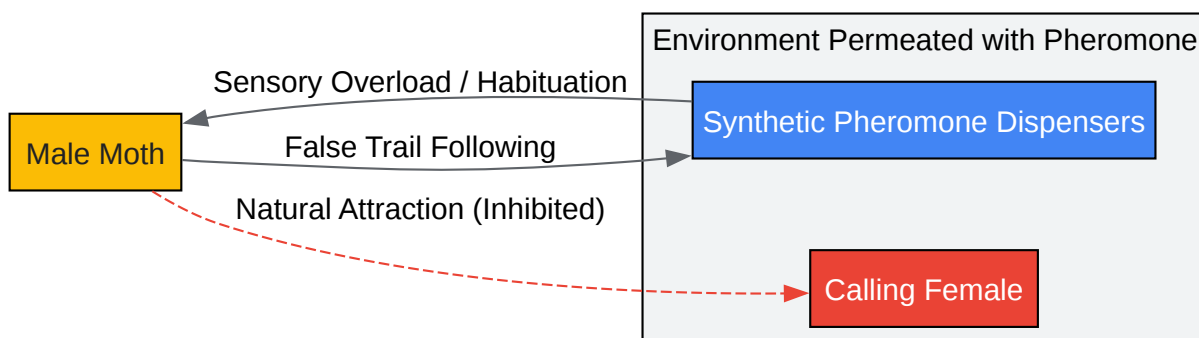 Environment Permeated with Pheromone
Sensory Overload / Habituation
Synthetic Pheromone Dispensers
Male Moth
False Trail Following
Natural Attraction (Inhibited)
Calling Female